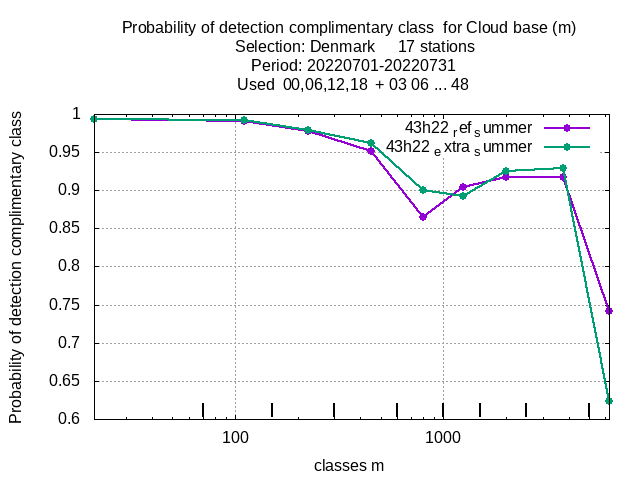 Probability of detection complimentary class  for Cloud base (m)
Selection: Denmark     17 stations
Period: 20220701-20220731
Used  00,06,12,18  + 03 06 ... 48
Probability of detection complimentary class
1
0.95
0.9
0.85
0.8
0.75
0.7
0.65
0.6
43h22 ref summer
43h22 extra summer
100
1000
classes m